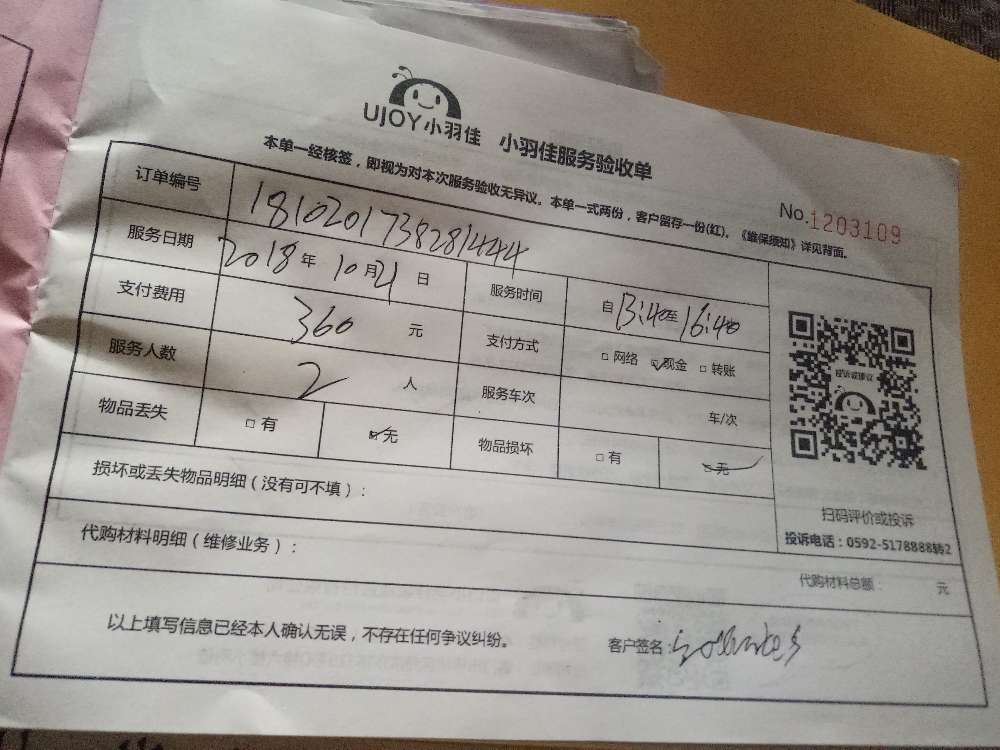 UJOY小羽佳 小羽佳服务验收单
本单一经核签，即视为对本次服务验收无异议。本单一式两份，客户留存一份(红)。《维保须知》详见背面。
No.1203109
订单编号 1810201738281444
服务日期 2018年10月21日 服务时间 自13:40至16:40
支付费用 360 元 支付方式 □网络 ☑现金 □转账
服务人数 2 人 服务车次 车/次
物品丢失 □有 ☑无 物品损坏 □有 ☑无
损坏或丢失物品明细（没有可不填）：
扫码评价或投诉
投诉电话：0592-5178888转2
代购材料明细（维修业务）：
代购材料总额： 元
以上填写信息已经本人确认无误，不存在任何争议纠纷。 客户签名：